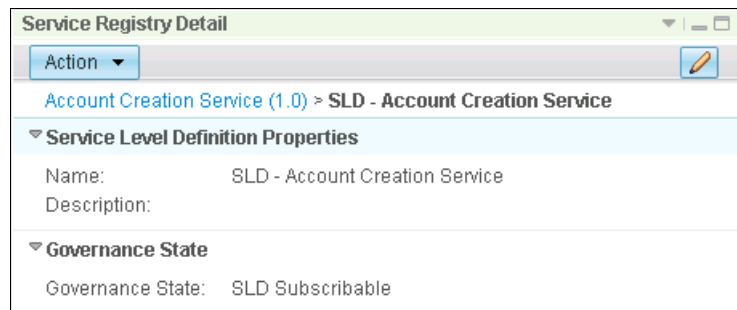 Service Registry Detail
Action
Account Creation Service (1.0) > SLD - Account Creation Service
Service Level Definition Properties
Name: SLD - Account Creation Service
Description:
Governance State
Governance State: SLD Subscribable